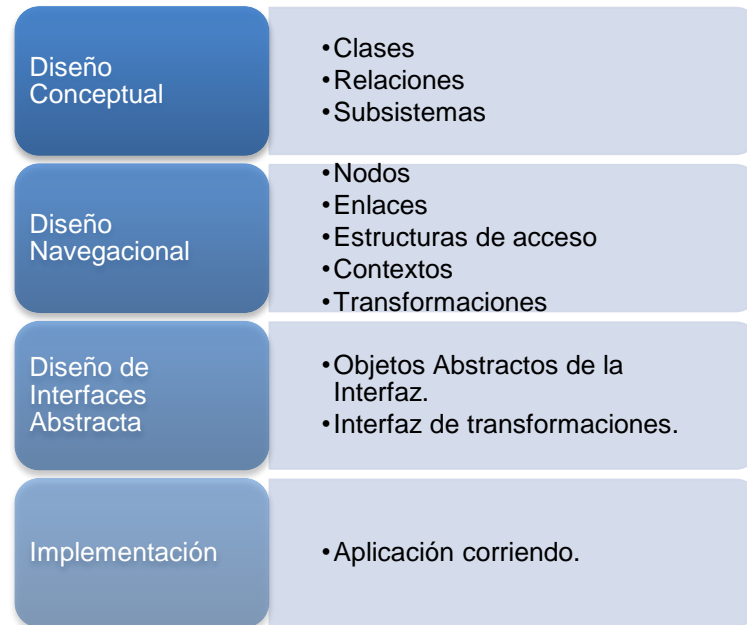 Diseño
Conceptual
•Clases
•Relaciones
•Subsistemas
Diseño
Navegacional
•Nodos
•Enlaces
•Estructuras de acceso
•Contextos
•Transformaciones
Diseño de
Interfaces
Abstracta
•Objetos Abstractos de la
Interfaz.
•Interfaz de transformaciones.
Implementación
•Aplicación corriendo.